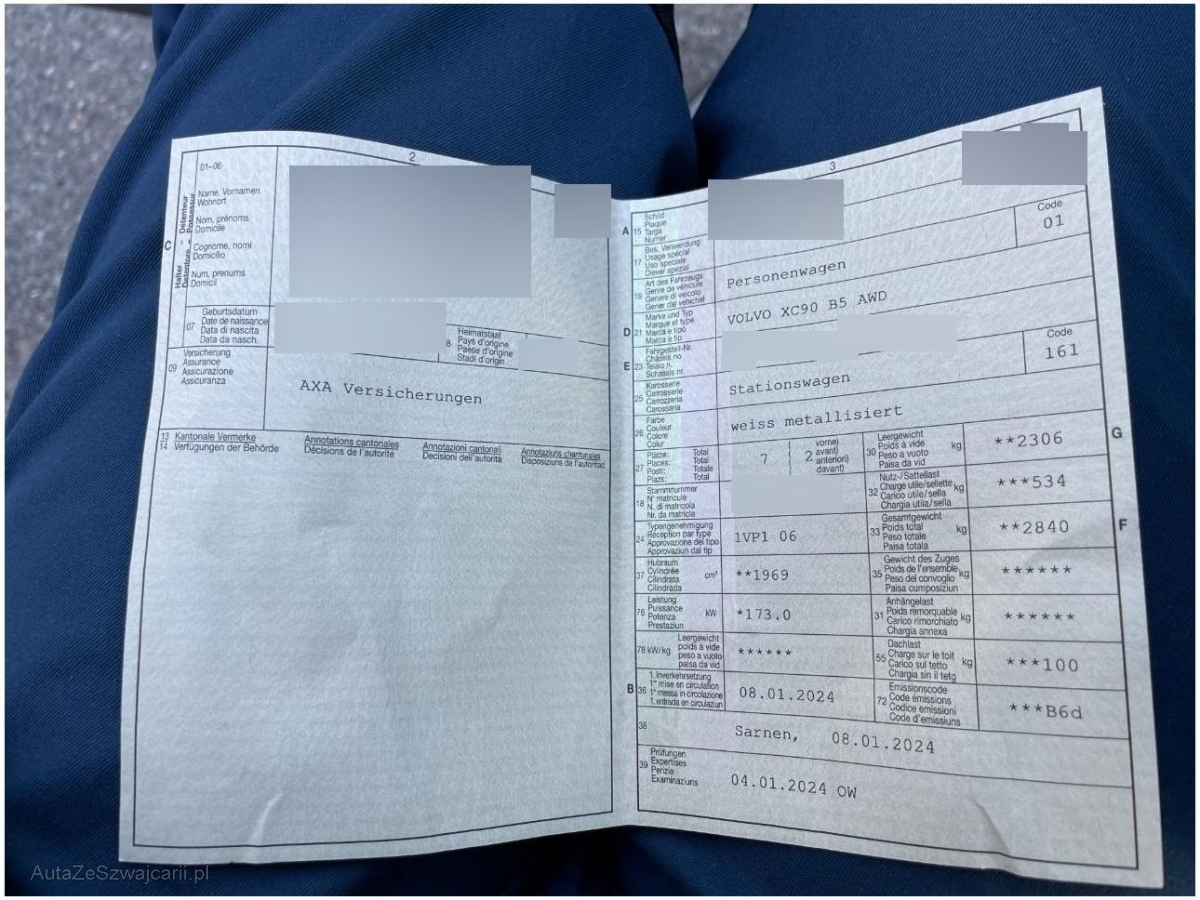 2
01-06
C
Halter
Detentore
Détenteur
Possessur
Name, Vornamen
Wohnort
Nom, prénoms
Domicile
Cognome, nomi
Domicilio
Num, prenums
Domicil
07
Geburtsdatum
Date de naissance
Data di nascita
Data da nasch.
8
Heimatstaat
Pays d'origine
Paese d'origine
Stadi d'origin
09
Versicherung
Assurance
Assicurazione
Assicuranza
AXA Versicherungen
13 Kantonale Vermerke
14 Verfügungen der Behörde
Annotations cantonales
Décisions de l'autorité
Annotazioni cantonali
Decisioni dell'autorità
Annotaziuns chantunalas
Disposiziuns da l'autoritad
3
A
15
Schild
Plaque
Targa
Numer
17
Bes. Verwendung
Usage spécial
Uso speciale
Diever spezial
Code
01
19
Art des Fahrzeugs
Genre de véhicule
Genere di veicolo
Gener dal vehichel
Personenwagen
D
21
Marke und Typ
Marque et type
Marca e tipo
Marca e tip
VOLVO XC90 B5 AWD
E
23
Fahrgestell-Nr.
Châssis no
Telaio n.
Schassis nr.
Code
161
25
Karosserie
Carrosserie
Carrozzeria
Carossaria
Stationswagen
26
Farbe
Couleur
Colore
Colur
weiss metallisiert
27
Plätze: Total
Places: Total
Posti: Totale
Plazs: Total
7
2
vorne)
avant)
anteriori)
davant)
30
Leergewicht
Poids à vide
Peso a vuoto
Paisa da vid
kg
**2306
G
18
Stammnummer
N° matricule
N. di matricola
Nr. da matricla
32
Nutz-/Sattellast
Charge utile/sellette
Carico utile/sella
Chargia utila/sella
kg
***534
24
Typengenehmigung
Réception par type
Approvazione del tipo
Approvaziun dal tip
1VP1 06
33
Gesamtgewicht
Poids total
Peso totale
Paisa totala
kg
**2840
F
37
Hubraum
Cylindrée
Cilindrata
Cilindrada
cm³
**1969
35
Gewicht des Zuges
Poids de l'ensemble
Peso del convoglio
Paisa cumposiziun
kg
******
76
Leistung
Puissance
Potenza
Prestaziun
kW
*173.0
31
Anhängelast
Poids remorquable
Carico rimorchiato
Chargia annexa
kg
******
78 kW/kg
Leergewicht
poids à vide
peso a vuoto
paisa da vid
******
55
Dachlast
Charge sur le toit
Carico sul tetto
Chargia sin il tetg
kg
***100
B
36
1. Inverkehrsetzung
1re mise en circulation
1a messa in circolazione
1. entrada en circulaziun
08.01.2024
72
Emissionscode
Code émissions
Codice emissioni
Code d'emissiuns
***B6d
38
Sarnen, 08.01.2024
39
Prüfungen
Expertises
Perizie
Examinaziuns
04.01.2024 OW
AutaZeSzwajcarii.pl